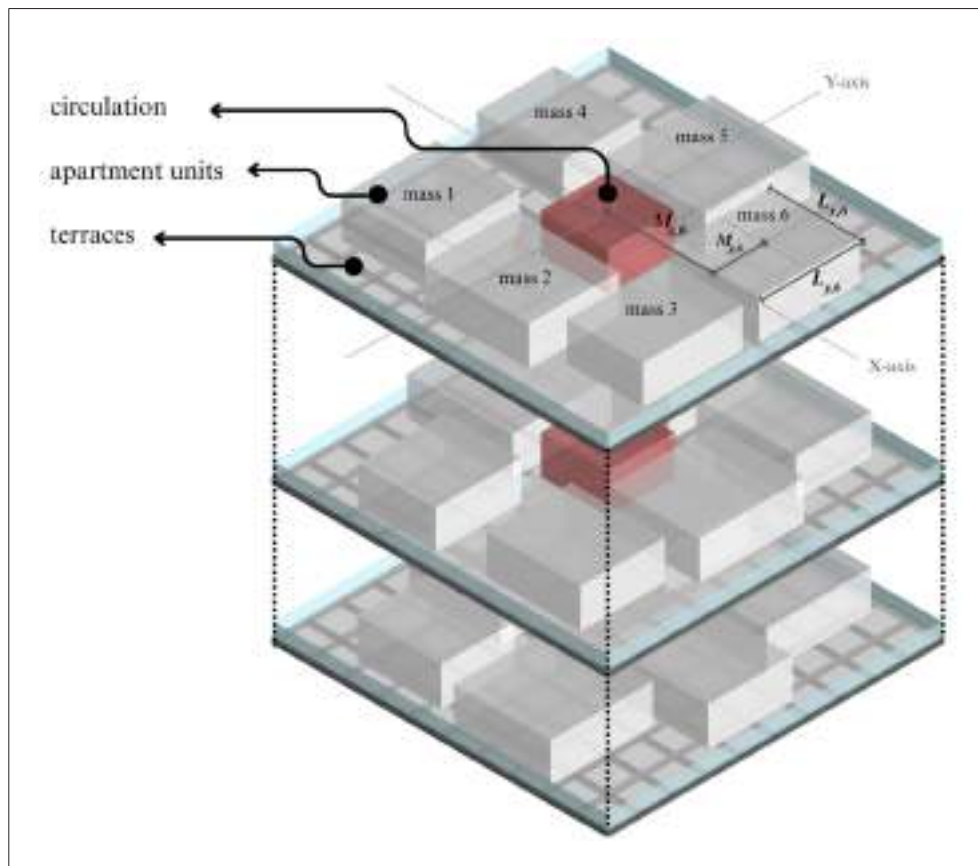 circulation
apartment units
terraces
Y-axis
mass 4
mass 5
mass 1
mass 6
mass 2
mass 3
X-axis